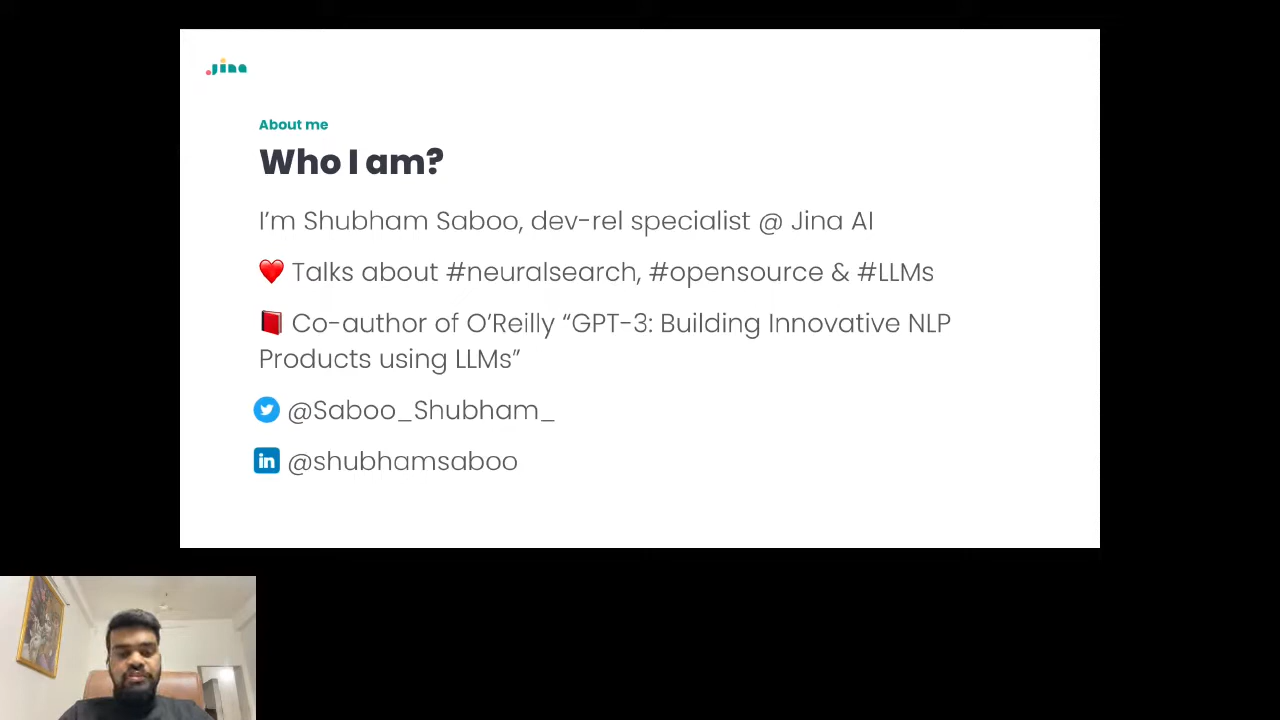 Jina
About me
Who I am?
I'm Shubham Saboo, dev-rel specialist @ Jina AI
❤️ Talks about #neuralsearch, #opensource & #LLMs
📕 Co-author of O'Reilly “GPT-3: Building Innovative NLP
Products using LLMs”
@Saboo_Shubham_
in @shubhamsaboo